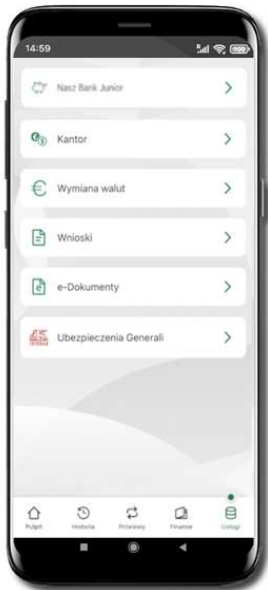 14:59
Nasz Bank Junior
Kantor
Wymiana walut
Wnioski
e-Dokumenty
Ubezpieczenia Generali
Pulpit
Historia
Przelewy
Finanse
Usługi